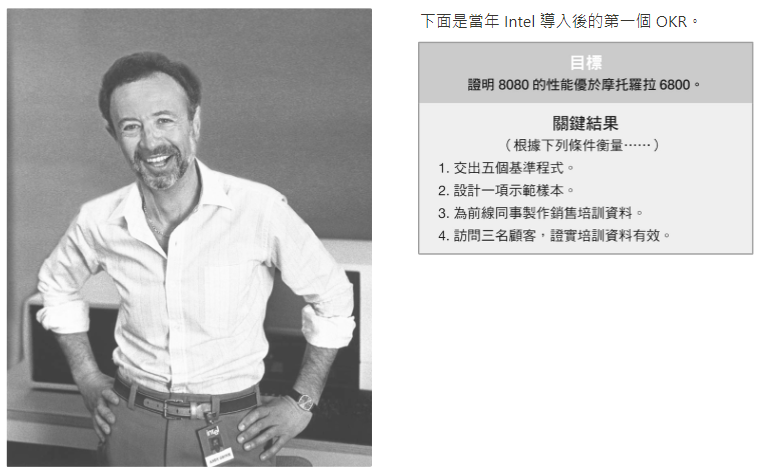 下面是當年 Intel 導入後的第一個 OKR。
目標
證明 8080 的性能優於摩托羅拉 6800。
關鍵結果
（根據下列條件衡量⋯⋯）
1. 交出五個基準程式。
2. 設計一項示範樣本。
3. 為前線同事製作銷售培訓資料。
4. 訪問三名顧客，證實培訓資料有效。
intel